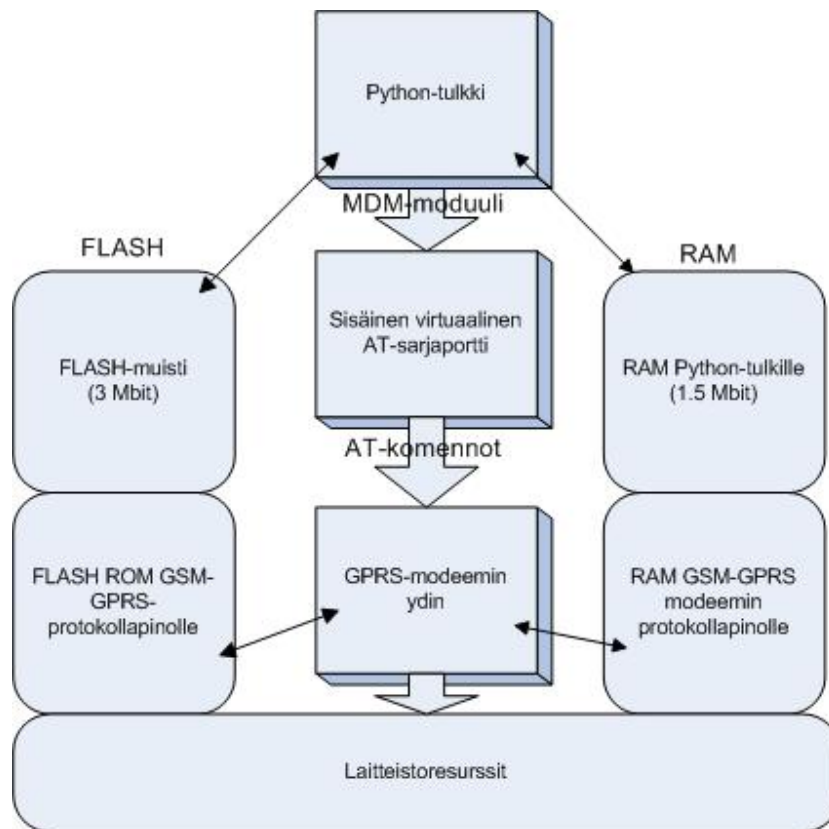 Python-tulkki
MDM-moduuli
FLASH
RAM
Sisäinen virtuaalinen
AT-sarjaportti
FLASH-muisti
(3 Mbit)
RAM Python-tulkille
(1.5 Mbit)
AT-komennot
FLASH ROM GSM-
GPRS-
protokollapinolle
GPRS-modeemin
ydin
RAM GSM-GPRS
modeemin
protokollapinolle
Laitteistoresurssit